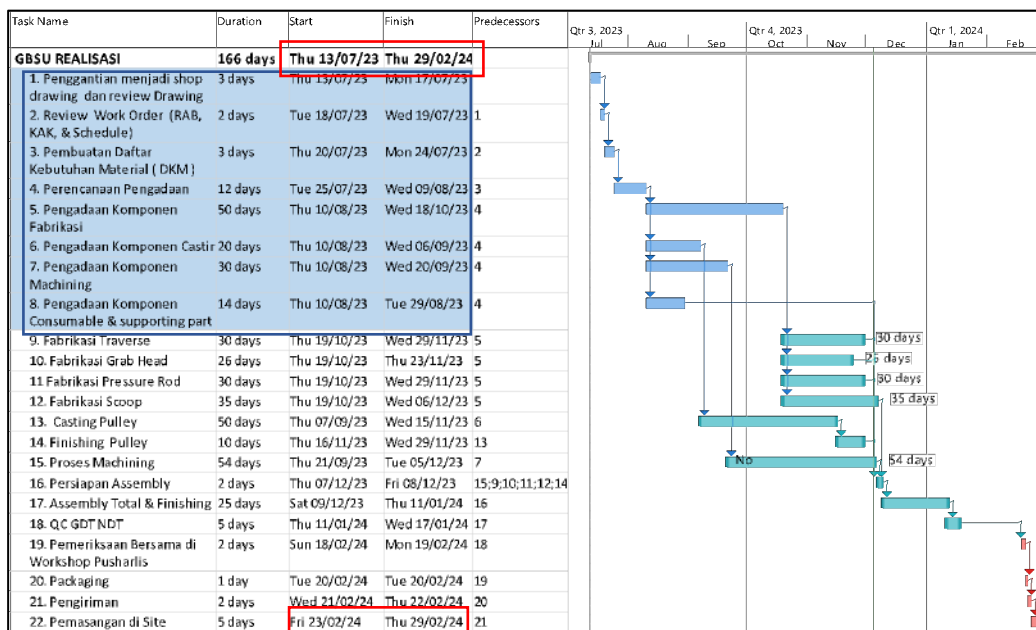 Task Name Duration Start Finish Predecessors
Qtr 3, 2023 Qtr 4, 2023 Qtr 1, 2024
Jul Aug Sep Oct Nov Dec Jan Feb
GBSU REALISASI 166 days Thu 13/07/23 Thu 29/02/24
1. Penggantian menjadi shop 3 days Thu 13/07/23 Mon 17/07/23
drawing dan review Drawing
2. Review Work Order (RAB, 2 days Tue 18/07/23 Wed 19/07/23 1
KAK, & Schedule)
3. Pembuatan Daftar 3 days Thu 20/07/23 Mon 24/07/23 2
Kebutuhan Material ( DKM )
4. Perencanaan Pengadaan 12 days Tue 25/07/23 Wed 09/08/23 3
5. Pengadaan Komponen 50 days Thu 10/08/23 Wed 18/10/23 4
Fabrikasi
6. Pengadaan Komponen Castir 20 days Thu 10/08/23 Wed 06/09/23 4
7. Pengadaan Komponen 30 days Thu 10/08/23 Wed 20/09/23 4
Machining
8. Pengadaan Komponen 14 days Thu 10/08/23 Tue 29/08/23 4
Consumable & supporting part
9. Fabrikasi Traverse 30 days Thu 19/10/23 Wed 29/11/23 5 30 days
10. Fabrikasi Grab Head 26 days Thu 19/10/23 Thu 23/11/23 5 26 days
11 Fabrikasi Pressure Rod 30 days Thu 19/10/23 Wed 29/11/23 5 30 days
12. Fabrikasi Scoop 35 days Thu 19/10/23 Wed 06/12/23 5 35 days
13. Casting Pulley 50 days Thu 07/09/23 Wed 15/11/23 6
14. Finishing Pulley 10 days Thu 16/11/23 Wed 29/11/23 13
15. Proses Machining 54 days Thu 21/09/23 Tue 05/12/23 7 No 54 days
16. Persiapan Assembly 2 days Thu 07/12/23 Fri 08/12/23 15;9;10;11;12;14
17. Assembly Total & Finishing 25 days Sat 09/12/23 Thu 11/01/24 16
18. QC GDT NDT 5 days Thu 11/01/24 Wed 17/01/24 17
19. Pemeriksaan Bersama di 2 days Sun 18/02/24 Mon 19/02/24 18
Workshop Pusharlis
20. Packaging 1 day Tue 20/02/24 Tue 20/02/24 19
21. Pengiriman 2 days Wed 21/02/24 Thu 22/02/24 20
22. Pemasangan di Site 5 days Fri 23/02/24 Thu 29/02/24 21